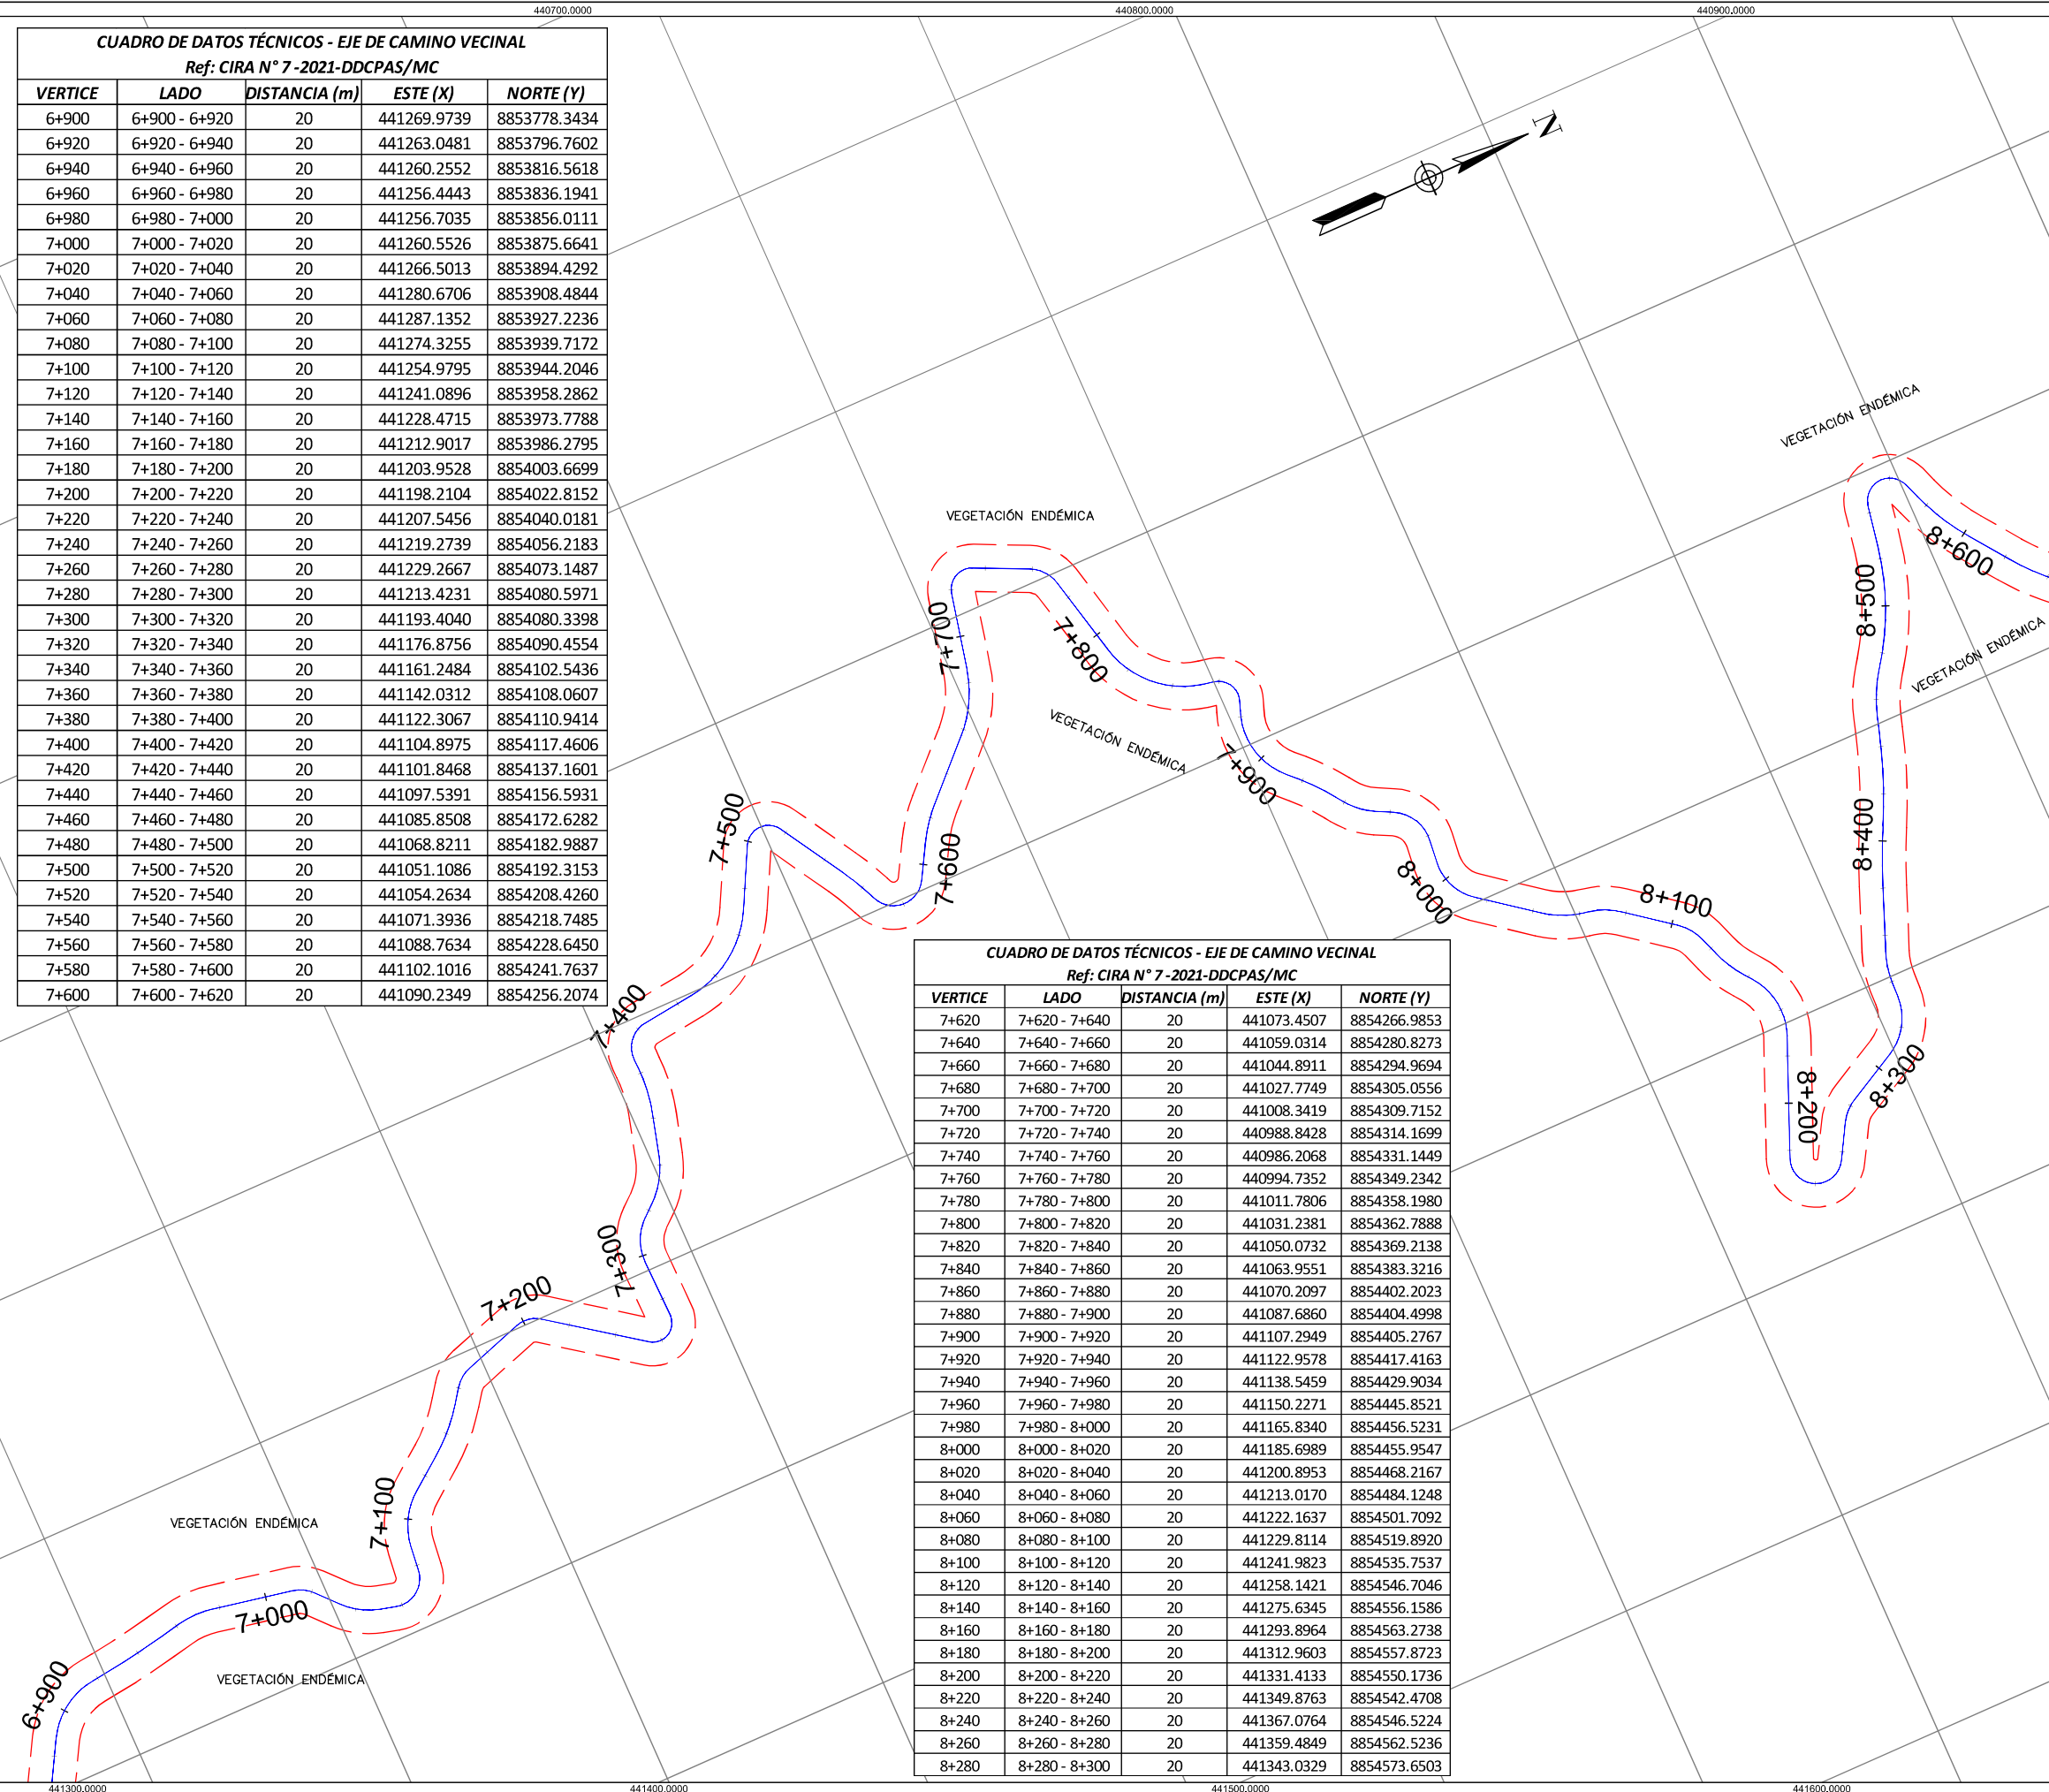 440700.0000 440800.0000 440900.0000
CUADRO DE DATOS TÉCNICOS - EJE DE CAMINO VECINAL
Ref: CIRA N° 7 -2021-DDCPAS/MC
VERTICE LADO DISTANCIA (m) ESTE (X) NORTE (Y)
6+900 6+900 - 6+920 20 441269.9739 8853778.3434
6+920 6+920 - 6+940 20 441263.0481 8853796.7602
6+940 6+940 - 6+960 20 441260.2552 8853816.5618
6+960 6+960 - 6+980 20 441256.4443 8853836.1941
6+980 6+980 - 7+000 20 441256.7035 8853856.0111
7+000 7+000 - 7+020 20 441260.5526 8853875.6641
7+020 7+020 - 7+040 20 441266.5013 8853894.4292
7+040 7+040 - 7+060 20 441280.6706 8853908.4844
7+060 7+060 - 7+080 20 441287.1352 8853927.2236
7+080 7+080 - 7+100 20 441274.3255 8853939.7172
7+100 7+100 - 7+120 20 441254.9795 8853944.2046
7+120 7+120 - 7+140 20 441241.0896 8853958.2862
7+140 7+140 - 7+160 20 441228.4715 8853973.7788
7+160 7+160 - 7+180 20 441212.9017 8853986.2795
7+180 7+180 - 7+200 20 441203.9528 8854003.6699
7+200 7+200 - 7+220 20 441198.2104 8854022.8152
7+220 7+220 - 7+240 20 441207.5456 8854040.0181
7+240 7+240 - 7+260 20 441219.2739 8854056.2183
7+260 7+260 - 7+280 20 441229.2667 8854073.1487
7+280 7+280 - 7+300 20 441213.4231 8854080.5971
7+300 7+300 - 7+320 20 441193.4040 8854080.3398
7+320 7+320 - 7+340 20 441176.8756 8854090.4554
7+340 7+340 - 7+360 20 441161.2484 8854102.5436
7+360 7+360 - 7+380 20 441142.0312 8854108.0607
7+380 7+380 - 7+400 20 441122.3067 8854110.9414
7+400 7+400 - 7+420 20 441104.8975 8854117.4606
7+420 7+420 - 7+440 20 441101.8468 8854137.1601
7+440 7+440 - 7+460 20 441097.5391 8854156.5931
7+460 7+460 - 7+480 20 441085.8508 8854172.6282
7+480 7+480 - 7+500 20 441068.8211 8854182.9887
7+500 7+500 - 7+520 20 441051.1086 8854192.3153
7+520 7+520 - 7+540 20 441054.2634 8854208.4260
7+540 7+540 - 7+560 20 441071.3936 8854218.7485
7+560 7+560 - 7+580 20 441088.7634 8854228.6450
7+580 7+580 - 7+600 20 441102.1016 8854241.7637
7+600 7+600 - 7+620 20 441090.2349 8854256.2074
N
VEGETACIÓN ENDÉMICA
VEGETACIÓN ENDÉMICA
8+600
8+500
7+700
7+800
VEGETACIÓN ENDÉMICA
VEGETACIÓN ENDÉMICA
7+900
7+500
7+600
8+400
8+000
8+100
7+400
8+300
8+200
7+300
7+200
7+100
VEGETACIÓN ENDÉMICA
7+000
VEGETACIÓN ENDÉMICA
6+900
CUADRO DE DATOS TÉCNICOS - EJE DE CAMINO VECINAL
Ref: CIRA N° 7 -2021-DDCPAS/MC
VERTICE LADO DISTANCIA (m) ESTE (X) NORTE (Y)
7+620 7+620 - 7+640 20 441073.4507 8854266.9853
7+640 7+640 - 7+660 20 441059.0314 8854280.8273
7+660 7+660 - 7+680 20 441044.8911 8854294.9694
7+680 7+680 - 7+700 20 441027.7749 8854305.0556
7+700 7+700 - 7+720 20 441008.3419 8854309.7152
7+720 7+720 - 7+740 20 440988.8428 8854314.1699
7+740 7+740 - 7+760 20 440986.2068 8854331.1449
7+760 7+760 - 7+780 20 440994.7352 8854349.2342
7+780 7+780 - 7+800 20 441011.7806 8854358.1980
7+800 7+800 - 7+820 20 441031.2381 8854362.7888
7+820 7+820 - 7+840 20 441050.0732 8854369.2138
7+840 7+840 - 7+860 20 441063.9551 8854383.3216
7+860 7+860 - 7+880 20 441070.2097 8854402.2023
7+880 7+880 - 7+900 20 441087.6860 8854404.4998
7+900 7+900 - 7+920 20 441107.2949 8854405.2767
7+920 7+920 - 7+940 20 441122.9578 8854417.4163
7+940 7+940 - 7+960 20 441138.5459 8854429.9034
7+960 7+960 - 7+980 20 441150.2271 8854445.8521
7+980 7+980 - 8+000 20 441165.8340 8854456.5231
8+000 8+000 - 8+020 20 441185.6989 8854455.9547
8+020 8+020 - 8+040 20 441200.8953 8854468.2167
8+040 8+040 - 8+060 20 441213.0170 8854484.1248
8+060 8+060 - 8+080 20 441222.1637 8854501.7092
8+080 8+080 - 8+100 20 441229.8114 8854519.8920
8+100 8+100 - 8+120 20 441241.9823 8854535.7537
8+120 8+120 - 8+140 20 441258.1421 8854546.7046
8+140 8+140 - 8+160 20 441275.6345 8854556.1586
8+160 8+160 - 8+180 20 441293.8964 8854563.2738
8+180 8+180 - 8+200 20 441312.9603 8854557.8723
8+200 8+200 - 8+220 20 441331.4133 8854550.1736
8+220 8+220 - 8+240 20 441349.8763 8854542.4708
8+240 8+240 - 8+260 20 441367.0764 8854546.5224
8+260 8+260 - 8+280 20 441359.4849 8854562.5236
8+280 8+280 - 8+300 20 441343.0329 8854573.6503
441300.0000 441400.0000 441500.0000 441600.0000